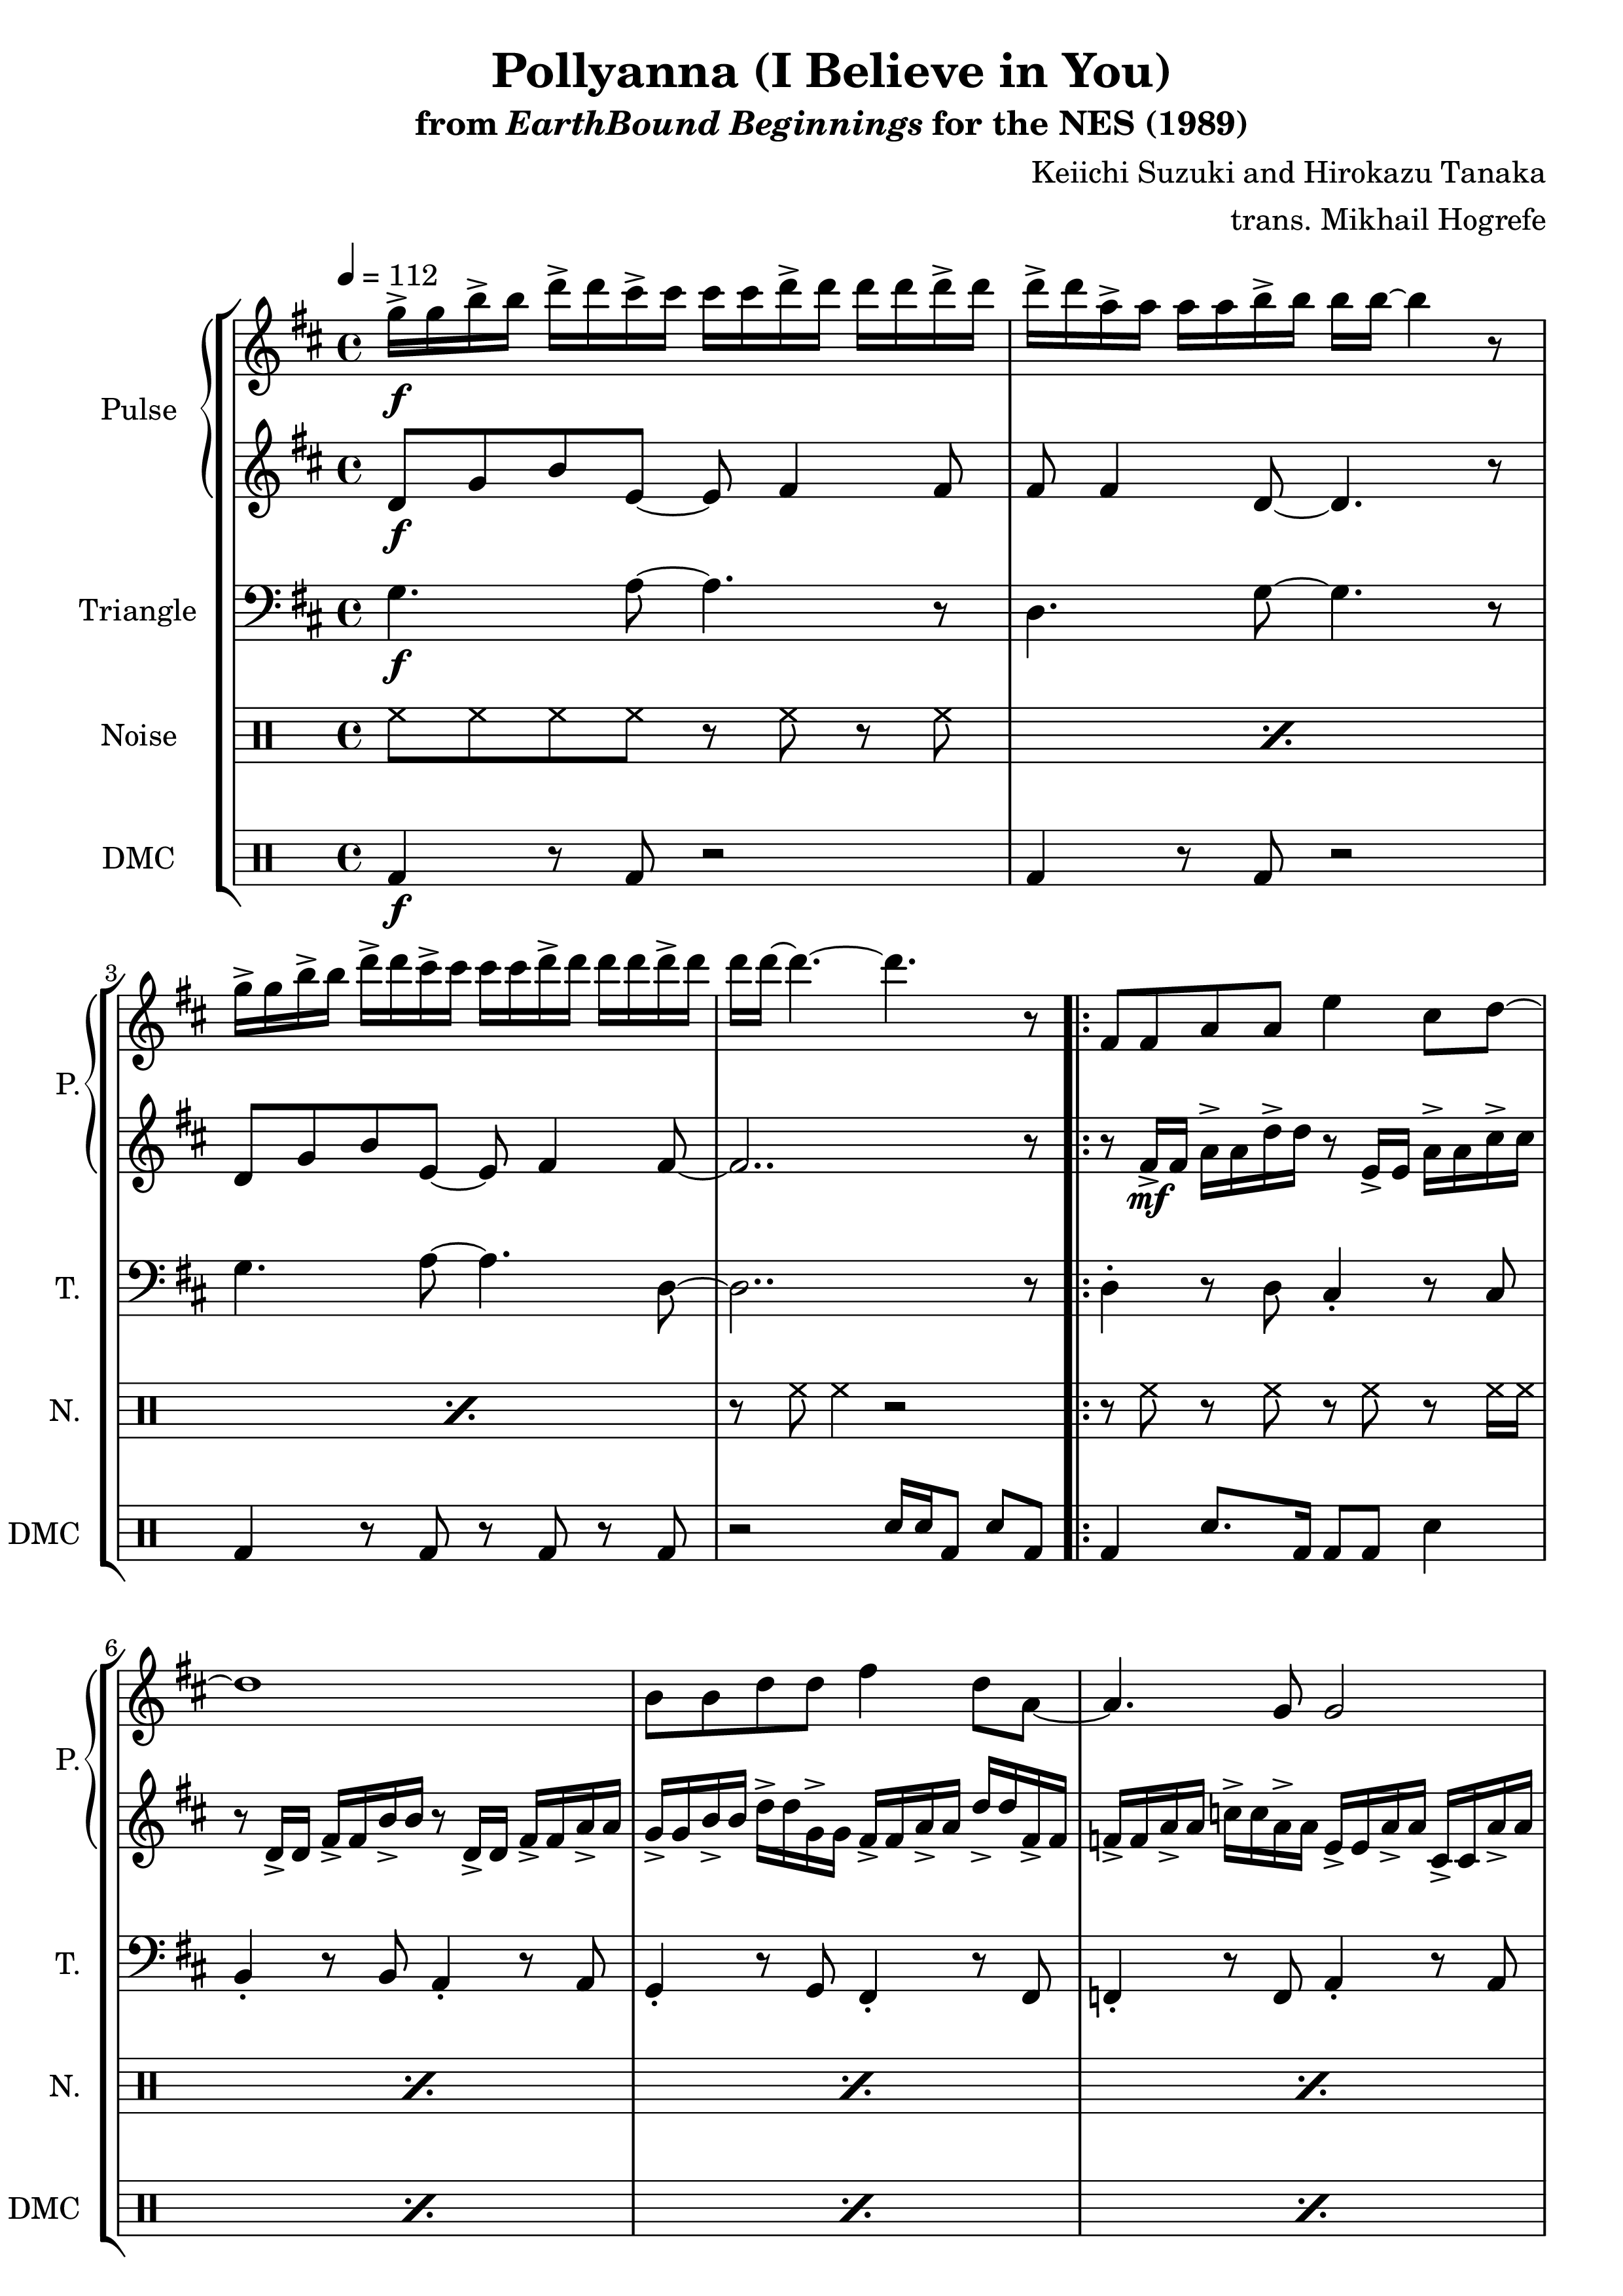 Pollyanna (I Believe in You)
from EarthBound Beginnings for the NES (1989)
Keiichi Suzuki and Hirokazu Tanaka
trans. Mikhail Hogrefe
= 112
Pulse
f
f
Triangle
f
Noise
DMC
f
3
P.
mf
T.
N.
DMC
6
P.
T.
N.
DMC